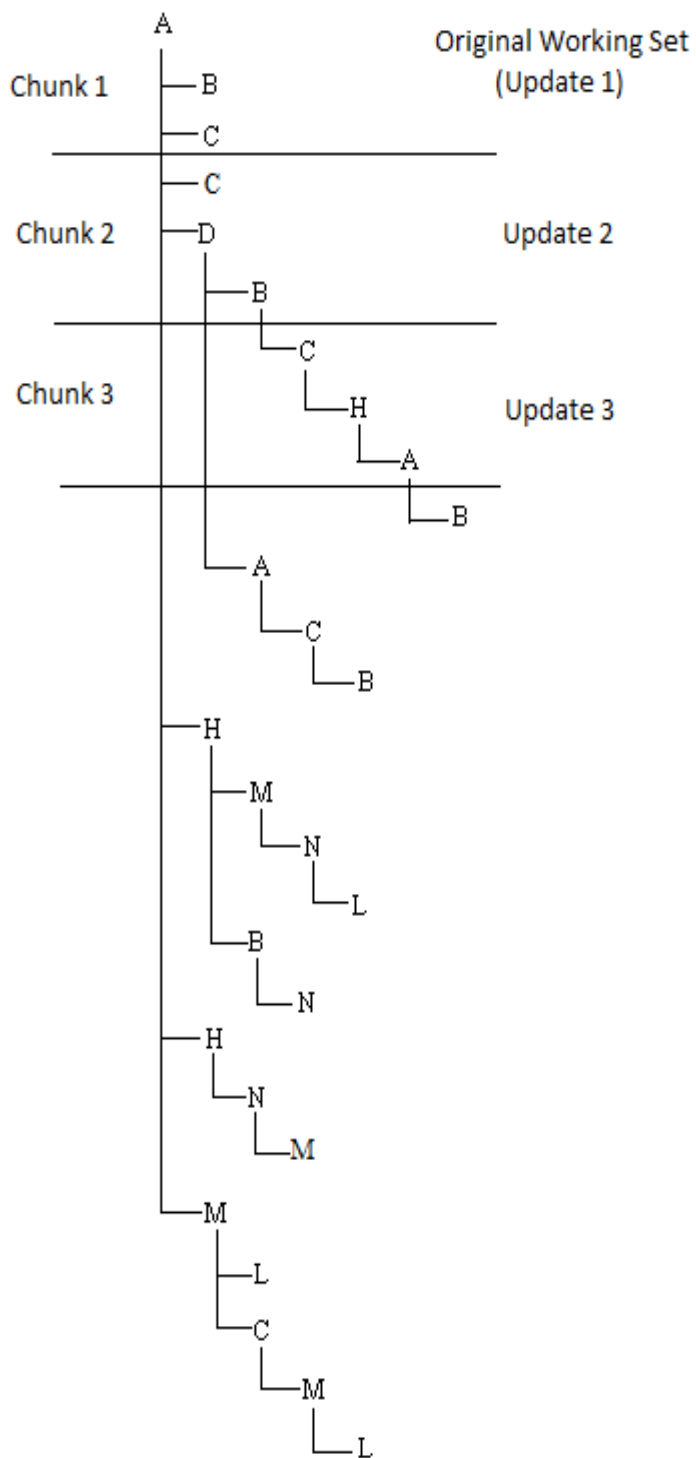 A
Original Working Set
(Update 1)
Chunk 1
B
C
C
Chunk 2
D
Update 2
B
C
Chunk 3
H
Update 3
A
B
A
C
B
H
M
N
L
B
N
H
N
M
M
L
C
M
L